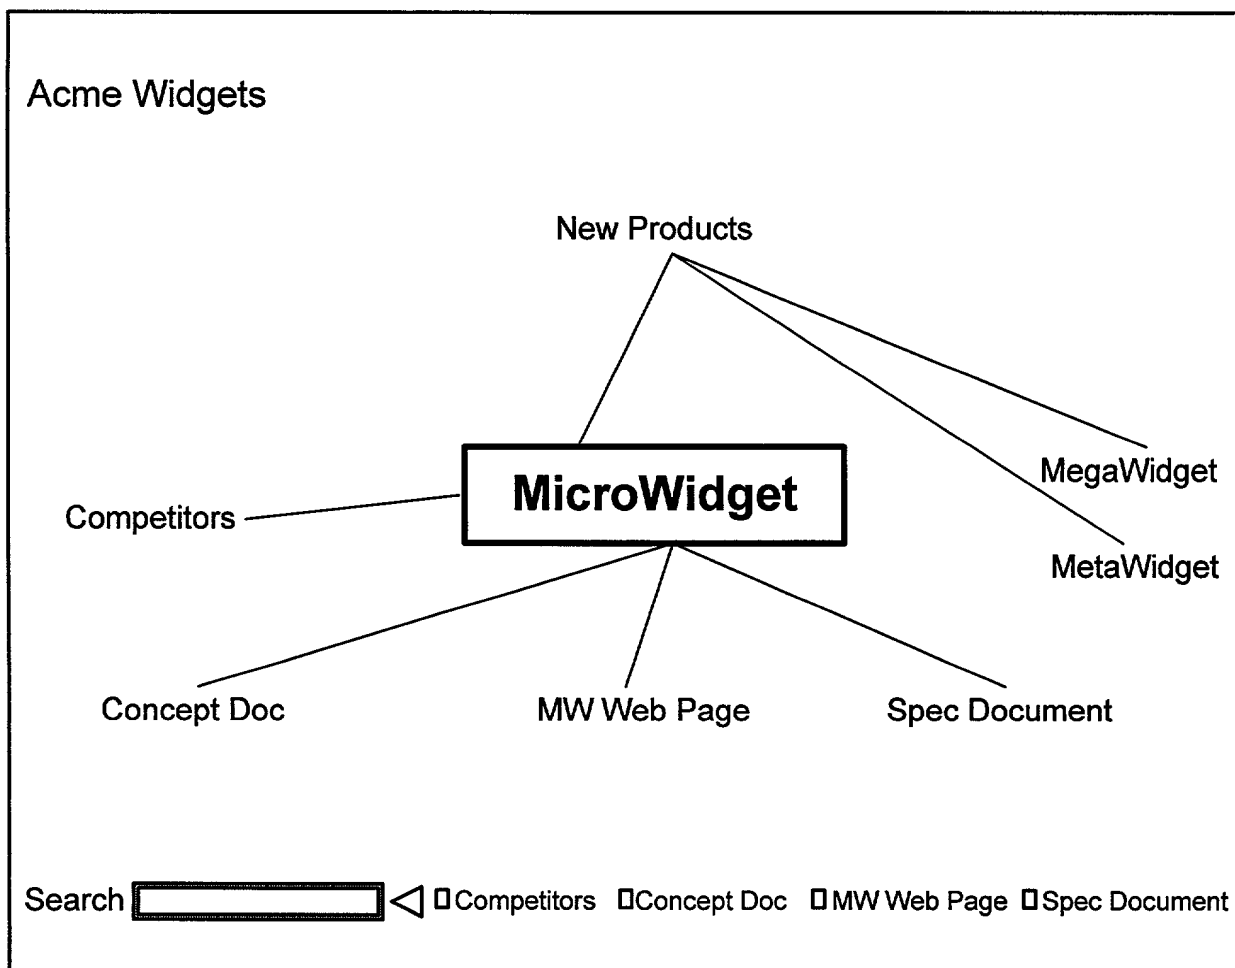 Acme Widgets
New Products
MicroWidget
MegaWidget
Competitors
MetaWidget
Concept Doc
MW Web Page
Spec Document
Search
Competitors
Concept Doc
MW Web Page
Spec Document